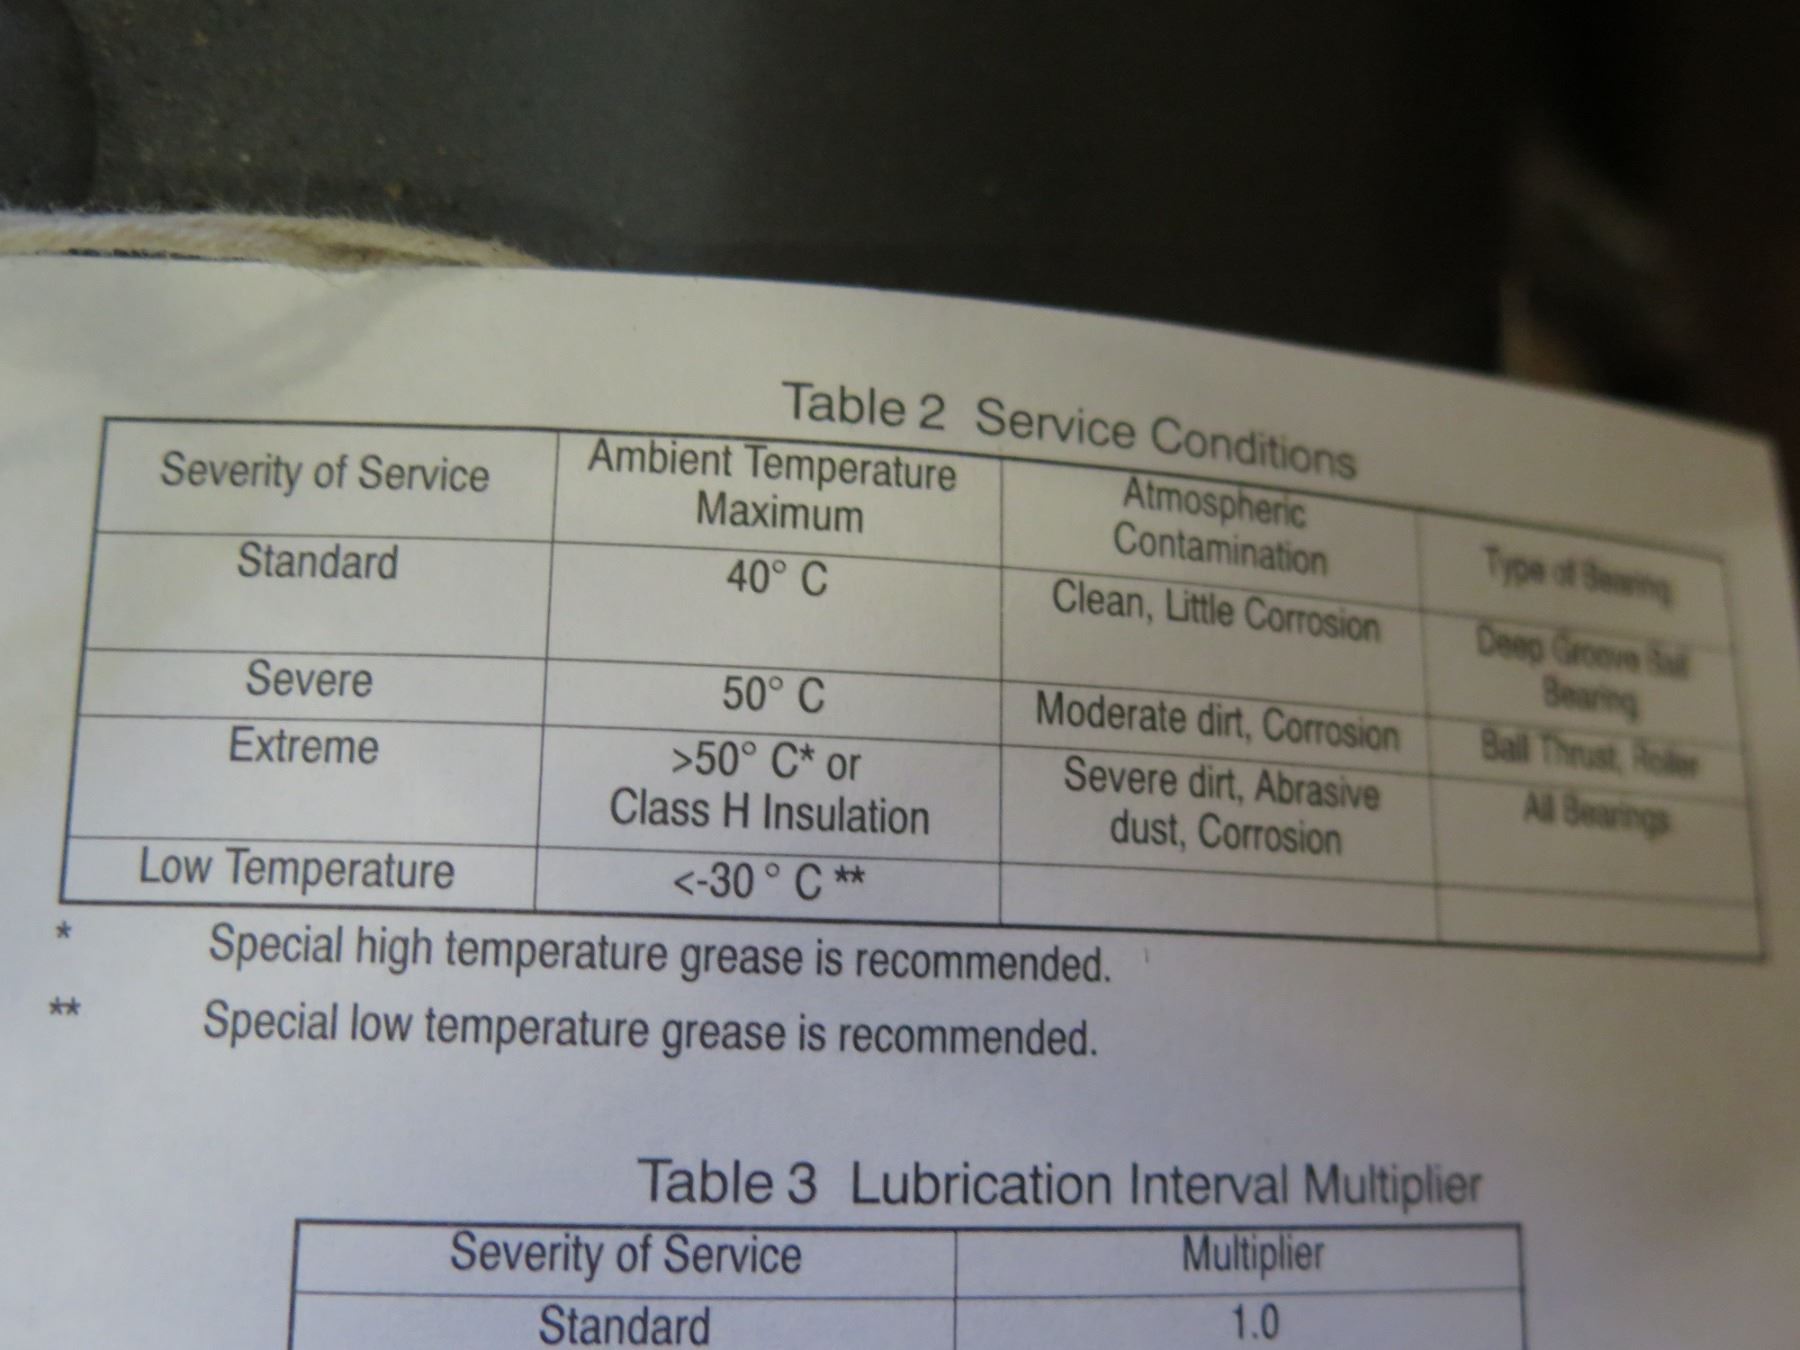 Table 2 Service Conditions
Severity of Service
Ambient Temperature
Maximum
Atmospheric
Contamination
Type of Bearing
Standard
40° C
Clean, Little Corrosion
Deep Groove Ball
Bearing
Severe
50° C
Moderate dirt, Corrosion
Ball Thrust, Roller
Extreme
>50° C* or
Class H Insulation
Severe dirt, Abrasive
dust, Corrosion
All Bearings
Low Temperature
<-30 ° C **
* Special high temperature grease is recommended.
** Special low temperature grease is recommended.
Table 3 Lubrication Interval Multiplier
Severity of Service
Multiplier
Standard
1.0